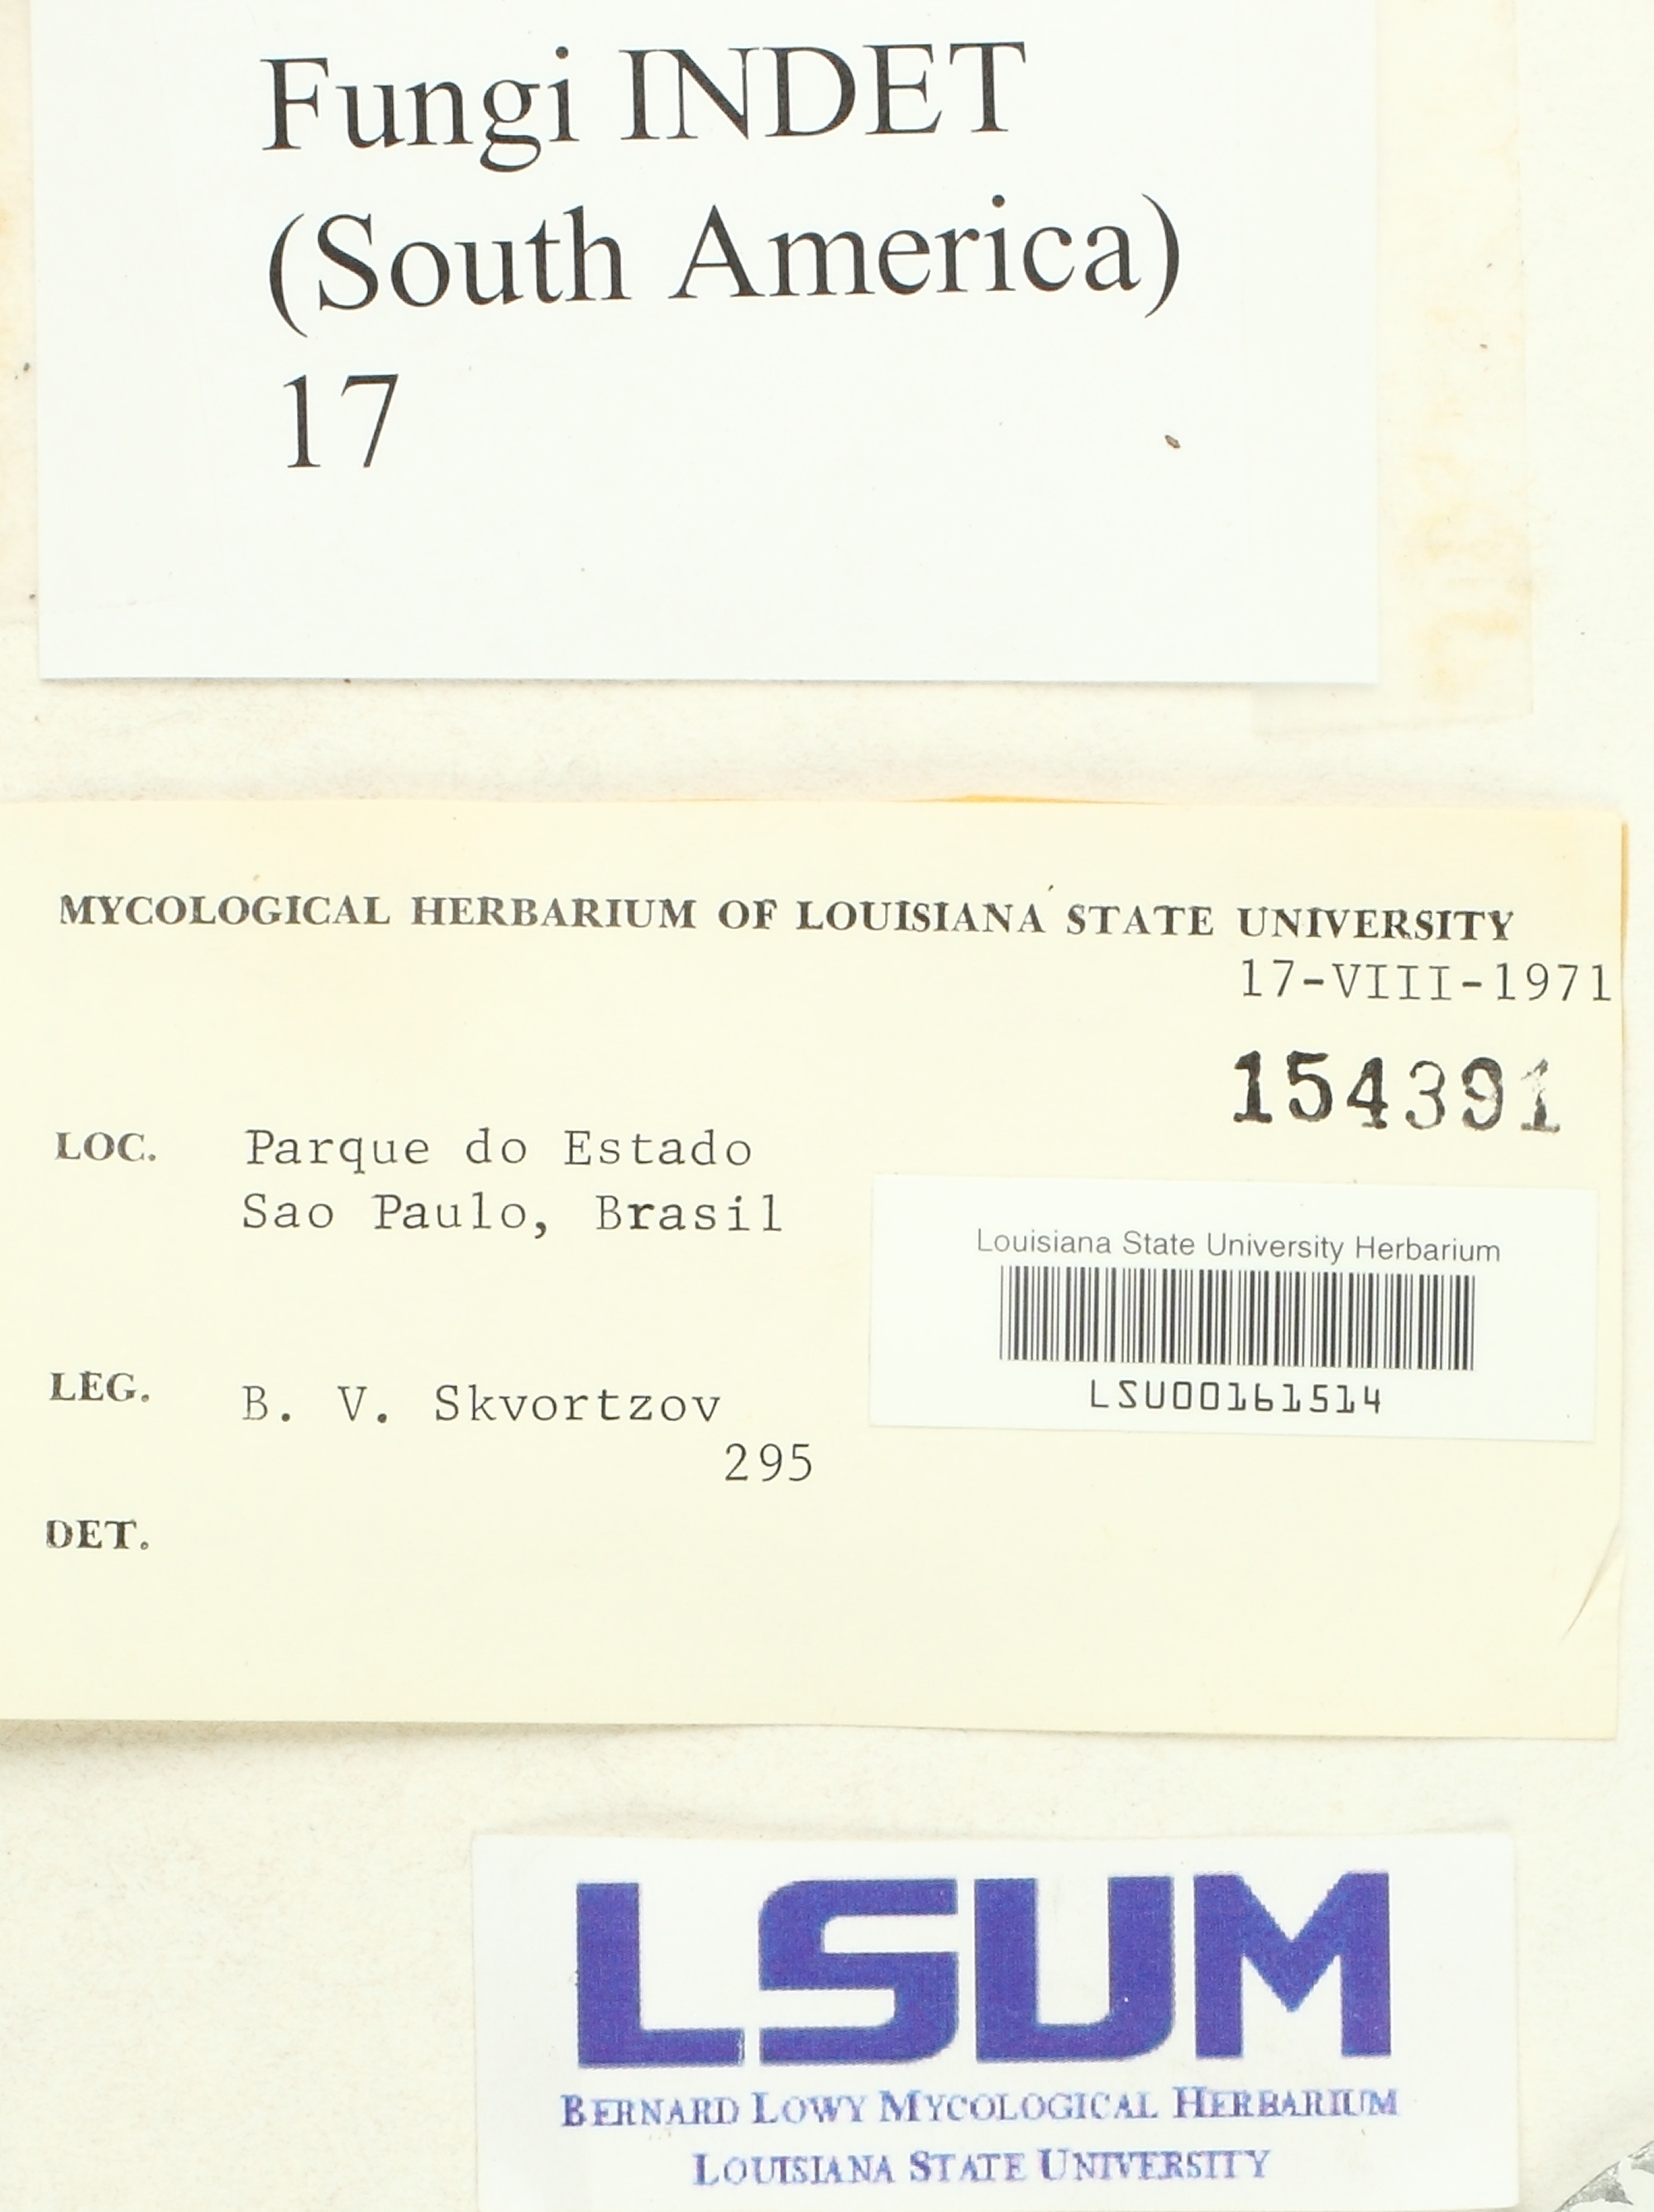 Fungi INDET
(South America)
17
MYCOLOGICAL HERBARIUM OF LOUISIANA STATE UNIVERSITY
17-VIII-1971
154391
LOC. Parque do Estado
Sao Paulo, Brasil
Louisiana State University Herbarium
LSU00161514
LEG. B. V. Skvortzov
295
DET.
LSUM
BERNARD LOWY MYCOLOGICAL HERBARIUM
LOUISIANA STATE UNIVERSITY